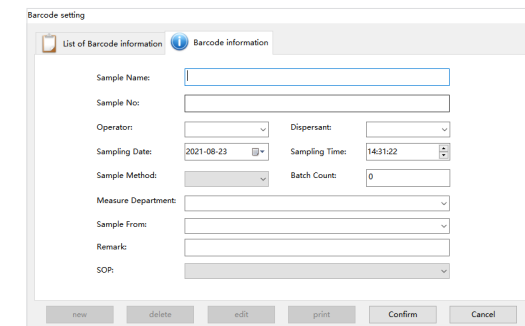 Barcode setting
List of Barcode information Barcode information
Sample Name:
Sample No:
Operator: Dispersant:
Sampling Date: 2021-08-23 Sampling Time: 14:31:22
Sample Method: Batch Count: 0
Measure Department:
Sample From:
Remark:
SOP:
new delete edit print Confirm Cancel